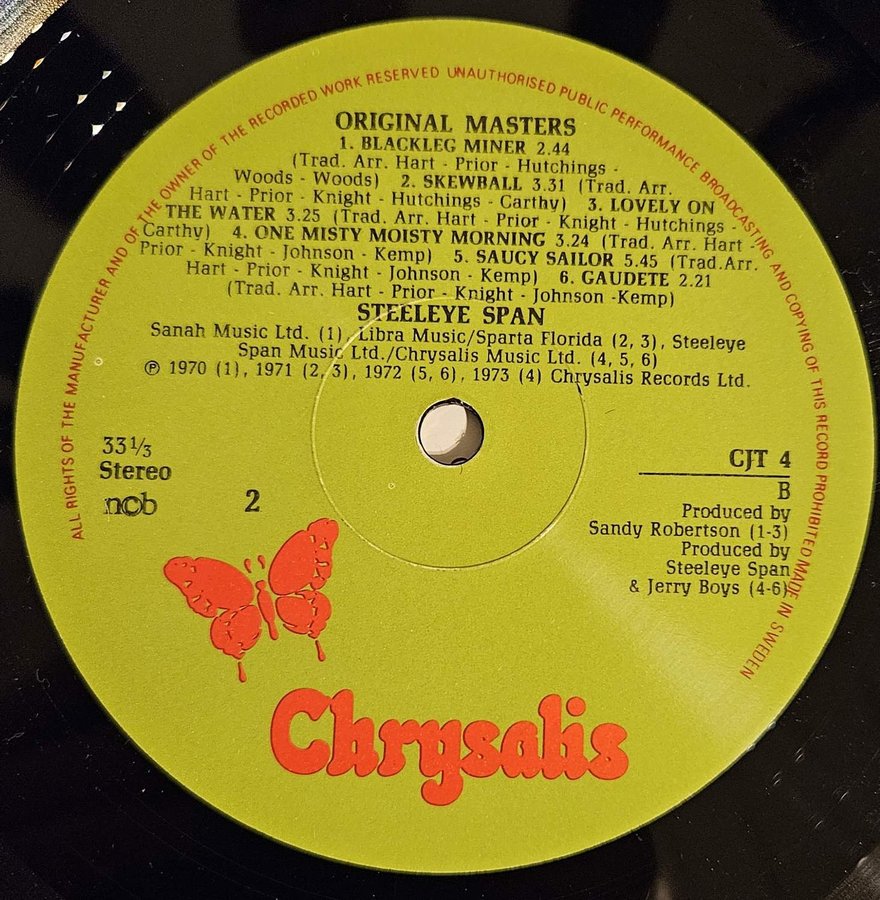 ALL RIGHTS OF THE MANUFACTURER AND OF THE OWNER OF THE RECORDED WORK RESERVED UNAUTHORISED PUBLIC PERFORMANCE BROADCASTING AND COPYING OF THIS RECORD PROHIBITED MADE IN SWEDEN
ORIGINAL MASTERS
1. BLACKLEG MINER 2.44
(Trad. Arr. Hart - Prior - Hutchings -
Woods - Woods) 2. SKEWBALL 3.31 (Trad. Arr.
Hart - Prior - Knight - Hutchings - Carthy) 3. LOVELY ON
THE WATER 3.25 (Trad. Arr. Hart - Prior - Knight - Hutchings -
Carthy) 4. ONE MISTY MOISTY MORNING 3.24 (Trad. Arr. Hart -
Prior - Knight - Johnson - Kemp) 5. SAUCY SAILOR 5.45 (Trad.Arr.
Hart - Prior - Knight - Johnson - Kemp) 6. GAUDETE 2.21
(Trad. Arr. Hart - Prior - Knight - Johnson -Kemp)
STEELEYE SPAN
Sanah Music Ltd. (1), Libra Music/Sparta Florida (2, 3), Steeleye
Span Music Ltd./Chrysalis Music Ltd. (4, 5, 6)
℗ 1970 (1), 1971 (2, 3), 1972 (5, 6), 1973 (4) Chrysalis Records Ltd.
33 1/3
Stereo
ncb
2
CJT 4
B
Produced by
Sandy Robertson (1-3)
Produced by
Steeleye Span
& Jerry Boys (4-6)
Chrysalis